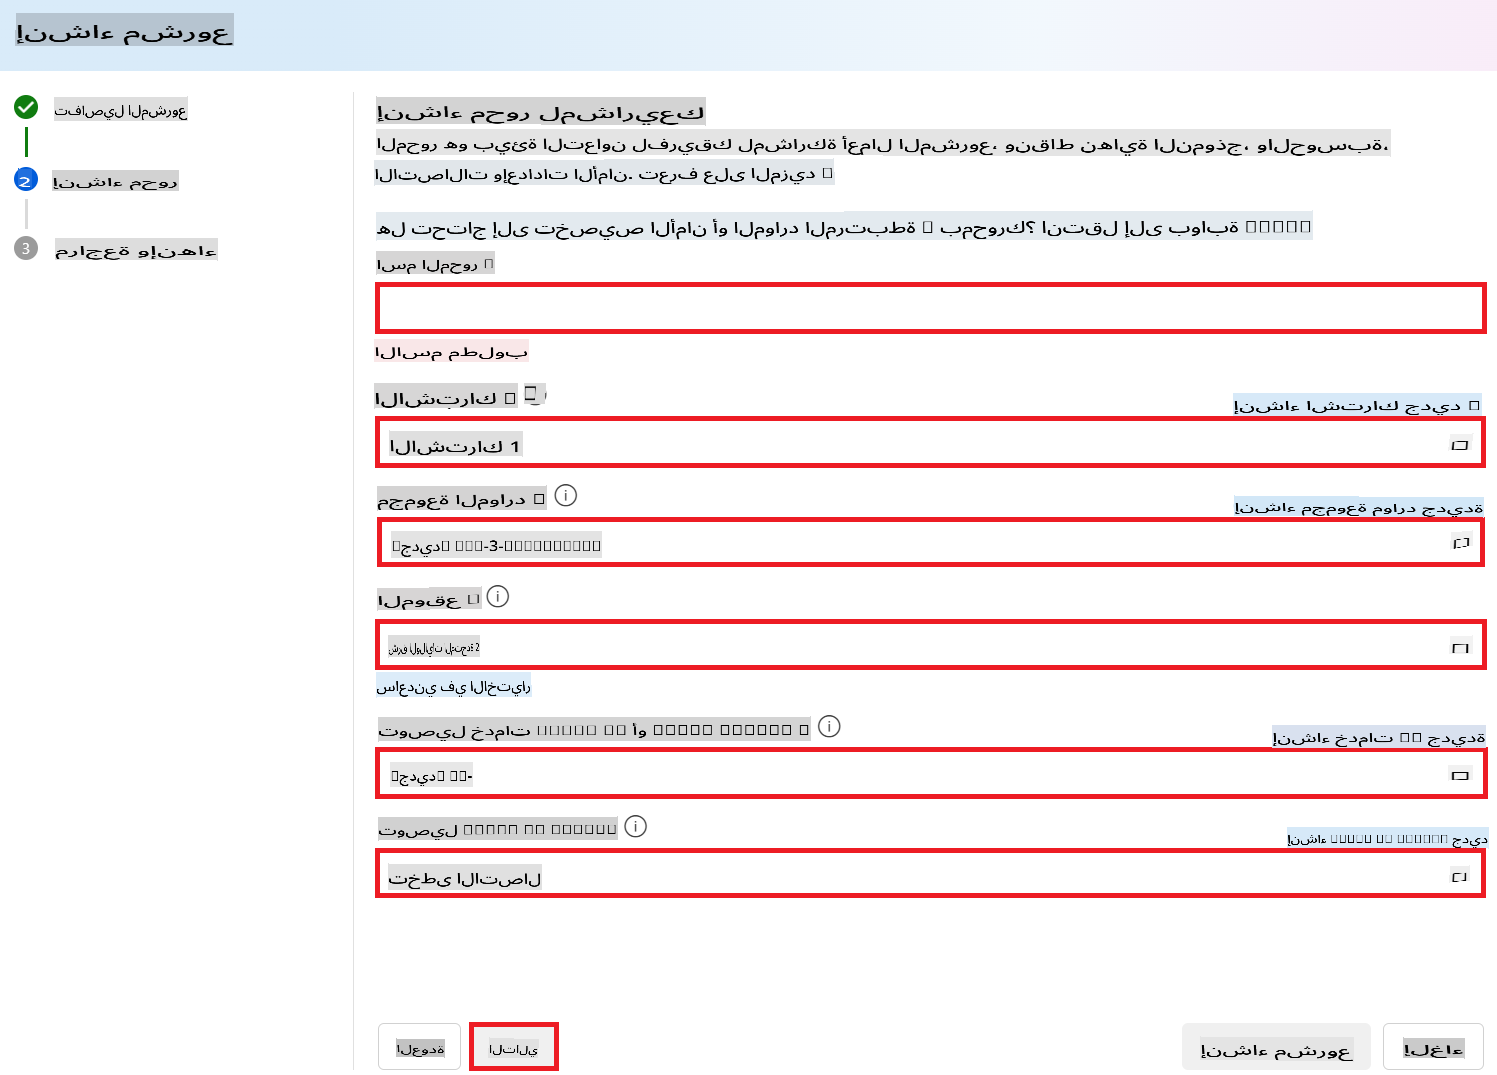 إنشاء مشروع
تفاصيل المشروع
2
إنشاء محور
3
مراجعة وإنهاء
إنشاء محور لمشاريعك
المحور هو بيئة التعاون لفريقك لمشاركة أعمال المشروع، ونقاط نهاية النموذج، والحوسبة،
الاتصالات وإعدادات الأمان. تعرف على المزيد
هل تحتاج إلى تخصيص الأمان أو الموارد المرتبطة بمحورك؟ انتقل إلى بوابة
اسم المحور
الاسم مطلوب
الاشتراك
إنشاء اشتراك جديد
الاشتراك 1
مجموعة الموارد
إنشاء مجموعة موارد جديدة
جديد -3-
الموقع
شرق الولايات المتحدة 2
ساعدني في الاختيار
توصيل خدمات أو
إنشاء خدمات جديدة
جديد -
توصيل
إنشاء جديد
تخطى الاتصال
العودة
التالي
إنشاء مشروع
إلغاء